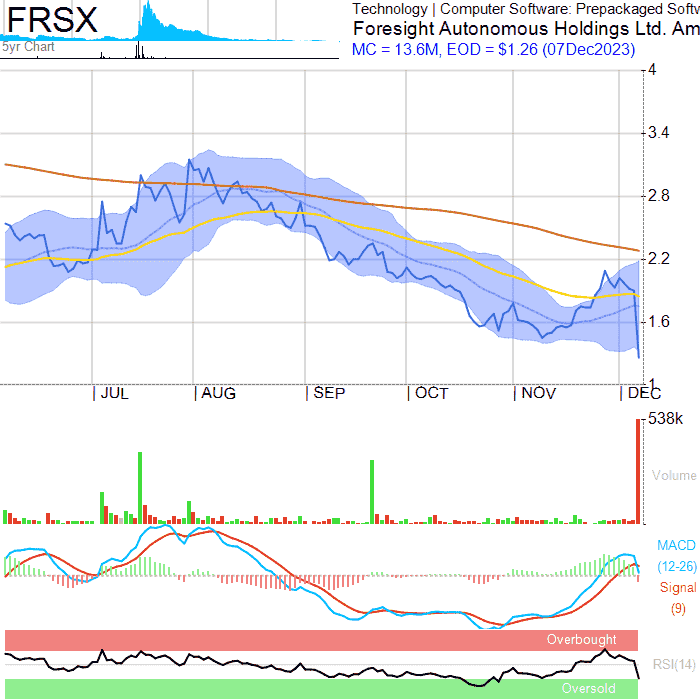 FRSX
5yr Chart
Technology | Computer Software: Prepackaged Softw
Foresight Autonomous Holdings Ltd. Am
MC = 13.6M, EOD = $1.26 (07Dec2023)
4
3.4
2.8
2.2
1.6
1
JUL AUG SEP OCT NOV DEC
538k
Volume
MACD
(12-26)
Signal
(9)
Overbought
RSI(14)
Oversold